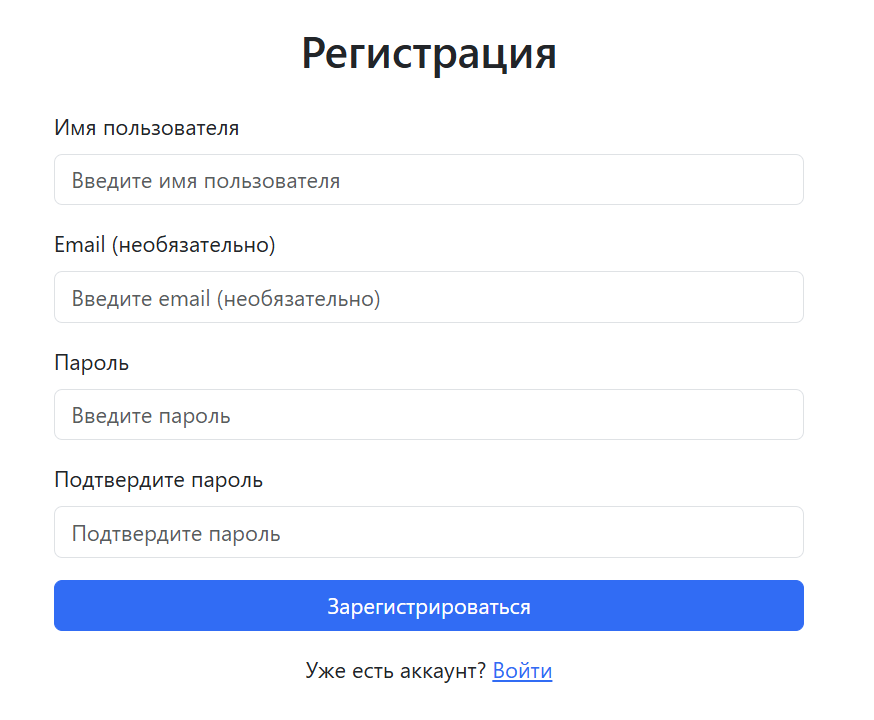 Регистрация
Имя пользователя
Введите имя пользователя
Email (необязательно)
Введите email (необязательно)
Пароль
Введите пароль
Подтвердите пароль
Подтвердите пароль
Зарегистрироваться
Уже есть аккаунт? Войти